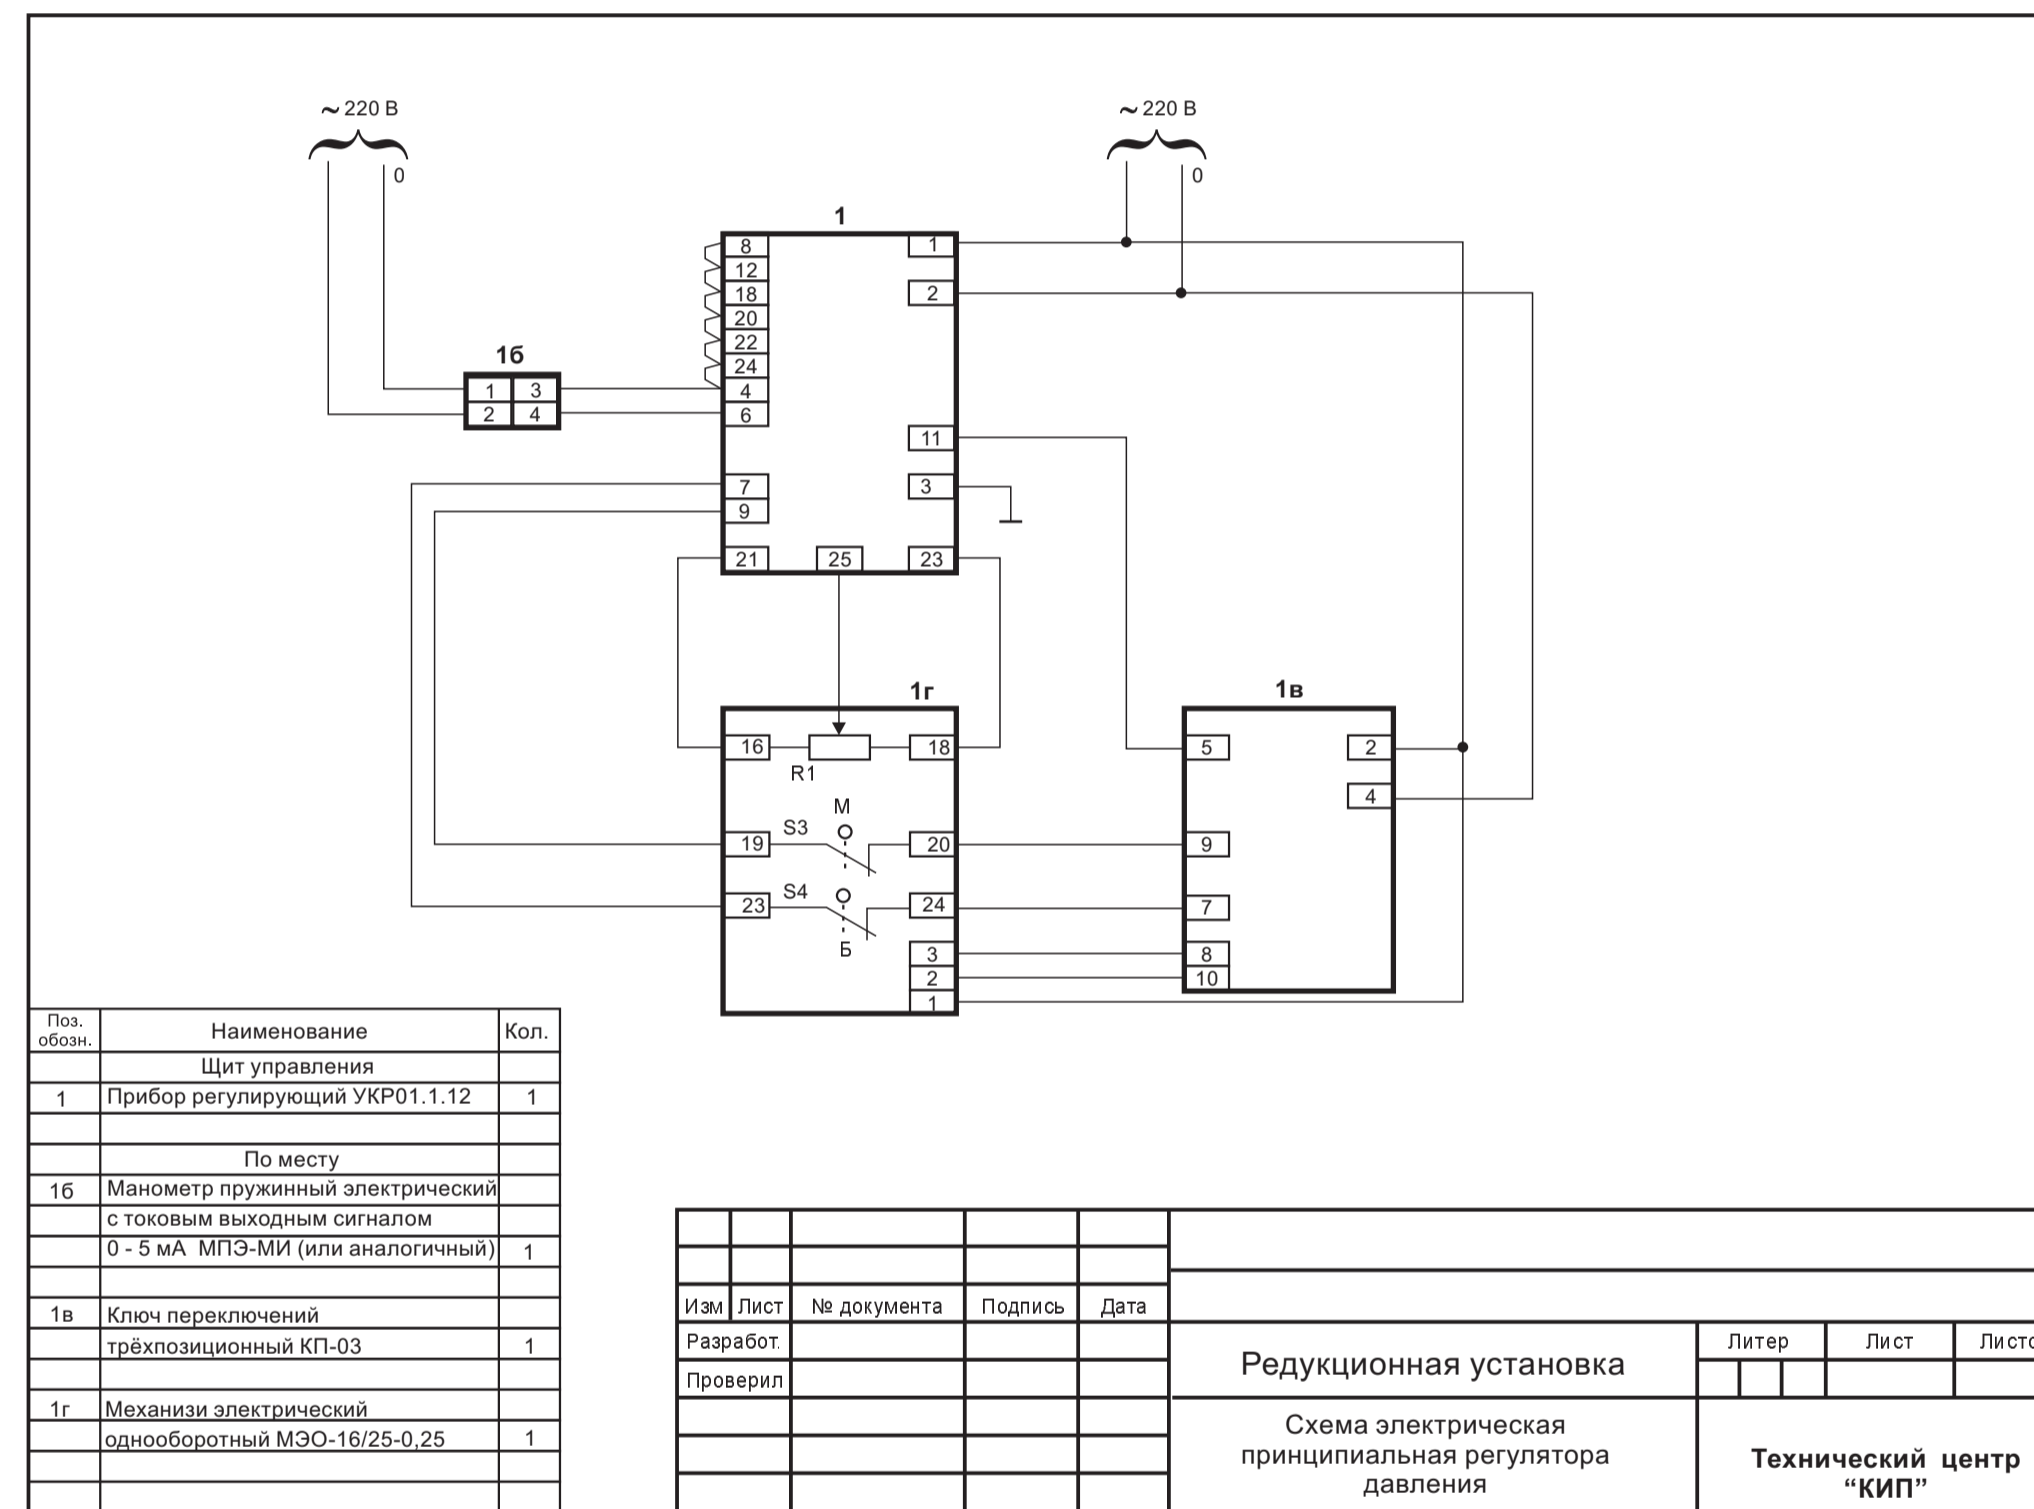 ~ 220 В
0
~ 220 В
0
1
8
12
18
20
22
24
4
6
7
9
21
25
23
1
2
11
3
1б
1 3
2 4
1г
16
R1
18
М
S3
19
20
S4
23
24
Б
3
2
1
1в
5
2
4
9
7
8
10
Поз. обозн. Наименование Кол.
Щит управления
1 Прибор регулирующий УКР01.1.12 1
По месту
1б Манометр пружинный электрический
с токовым выходным сигналом
0 - 5 мА МПЭ-МИ (или аналогичный) 1
1в Ключ переключений
трёхпозиционный КП-03 1
1г Механизи электрический
однооборотный МЭО-16/25-0,25 1
Изм Лист № документа Подпись Дата
Разработ.
Проверил
Редукционная установка
Литер Лист
Схема электрическая
принципиальная регулятора
давления
Технический центр
“КИП”